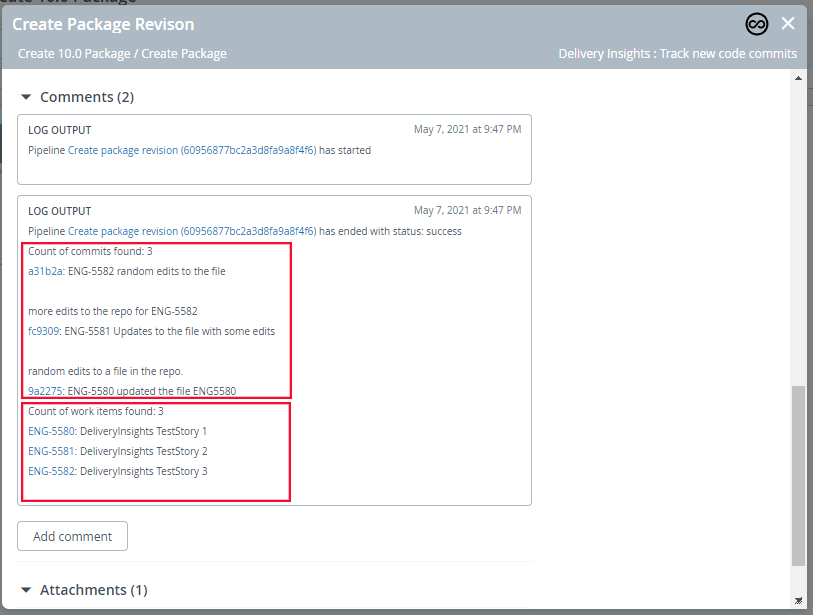 Create Package Revison
Create 10.0 Package / Create Package
Delivery Insights : Track new code commits
Comments (2)
LOG OUTPUT
May 7, 2021 at 9:47 PM
Pipeline Create package revision (60956877bc2a3d8fa9a8f4f6) has started
LOG OUTPUT
May 7, 2021 at 9:47 PM
Pipeline Create package revision (60956877bc2a3d8fa9a8f4f6) has ended with status: success
Count of commits found: 3
a31b2a: ENG-5582 random edits to the file
more edits to the repo for ENG-5582
fc9309: ENG-5581 Updates to the file with some edits
random edits to a file in the repo.
9a2275: ENG-5580 updated the file ENG5580
Count of work items found: 3
ENG-5580: DeliveryInsights TestStory 1
ENG-5581: DeliveryInsights TestStory 2
ENG-5582: DeliveryInsights TestStory 3
Add comment
Attachments (1)